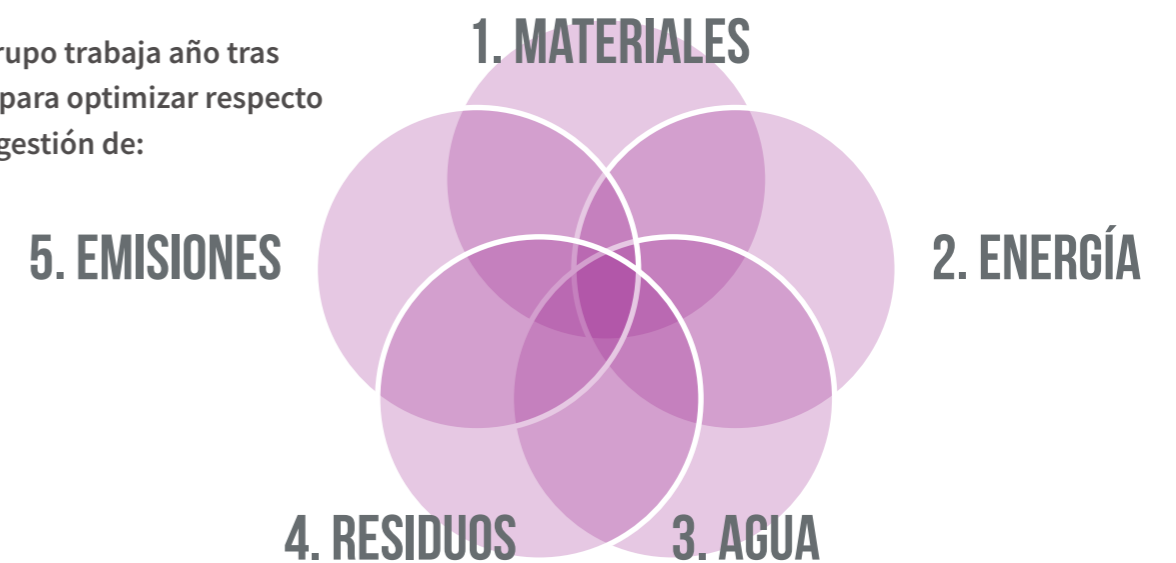 rupo trabaja año tras
para optimizar respecto
gestión de:
1. MATERIALES
2. ENERGÍA
3. AGUA
4. RESIDUOS
5. EMISIONES